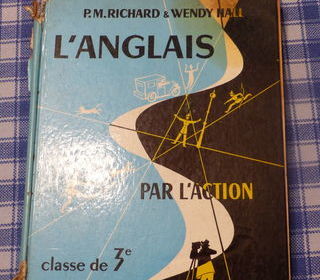 P.M.RICHARD & WENDY HALL
L'ANGLAIS
PAR L'ACTION
classe de 3e